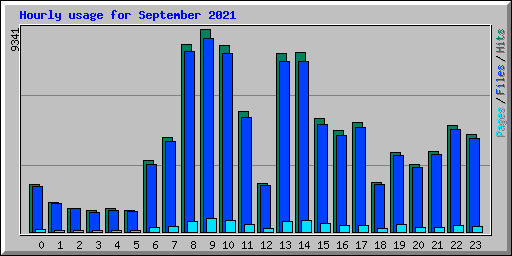 Hourly usage for September 2021
9341
Pages/Files/Hits
0 1 2 3 4 5 6 7 8 9 10 11 12 13 14 15 16 17 18 19 20 21 22 23